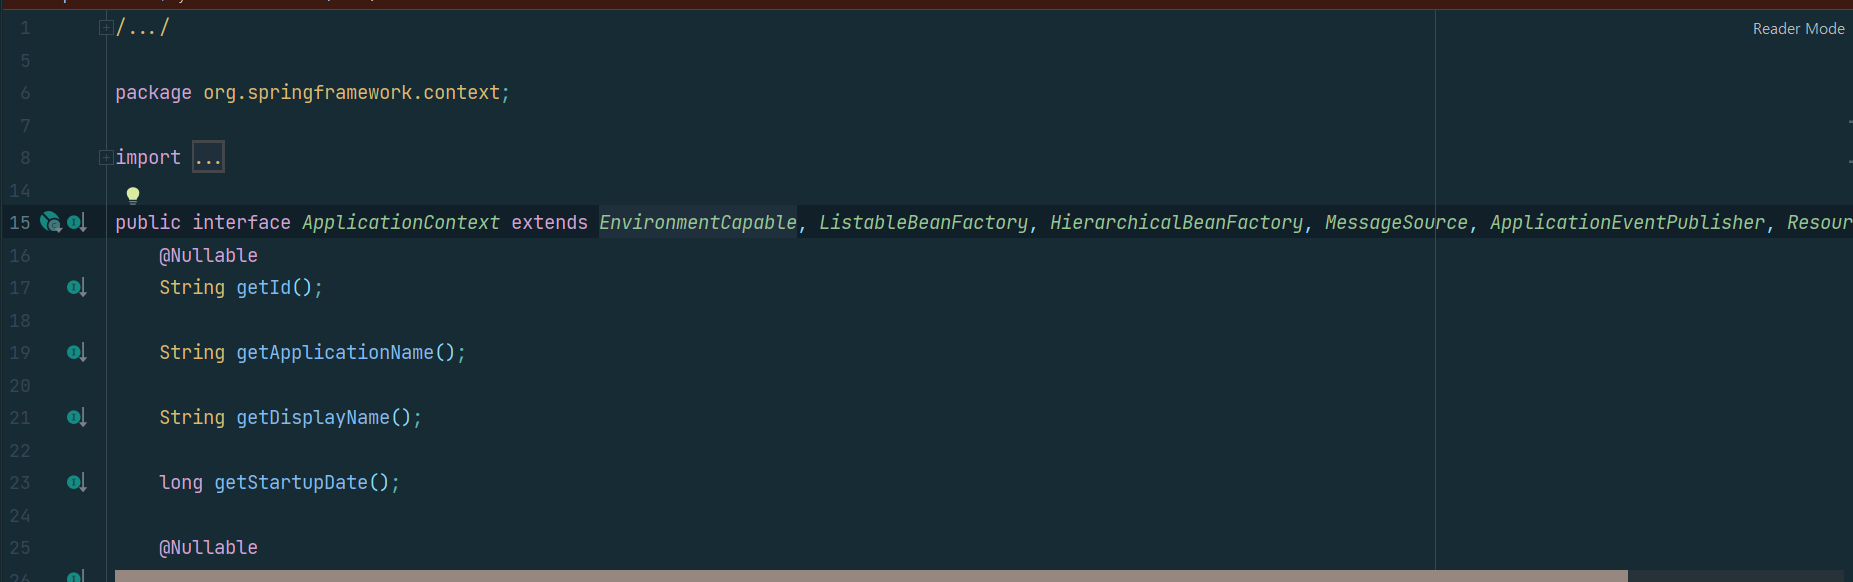 1 /.../
Reader Mode
5
6 package org.springframework.context;
7
8 import ...
14
15 public interface ApplicationContext extends EnvironmentCapable, ListableBeanFactory, HierarchicalBeanFactory, MessageSource, ApplicationEventPublisher, Resour
16 @Nullable
17 String getId();
18
19 String getApplicationName();
20
21 String getDisplayName();
22
23 long getStartupDate();
24
25 @Nullable
26